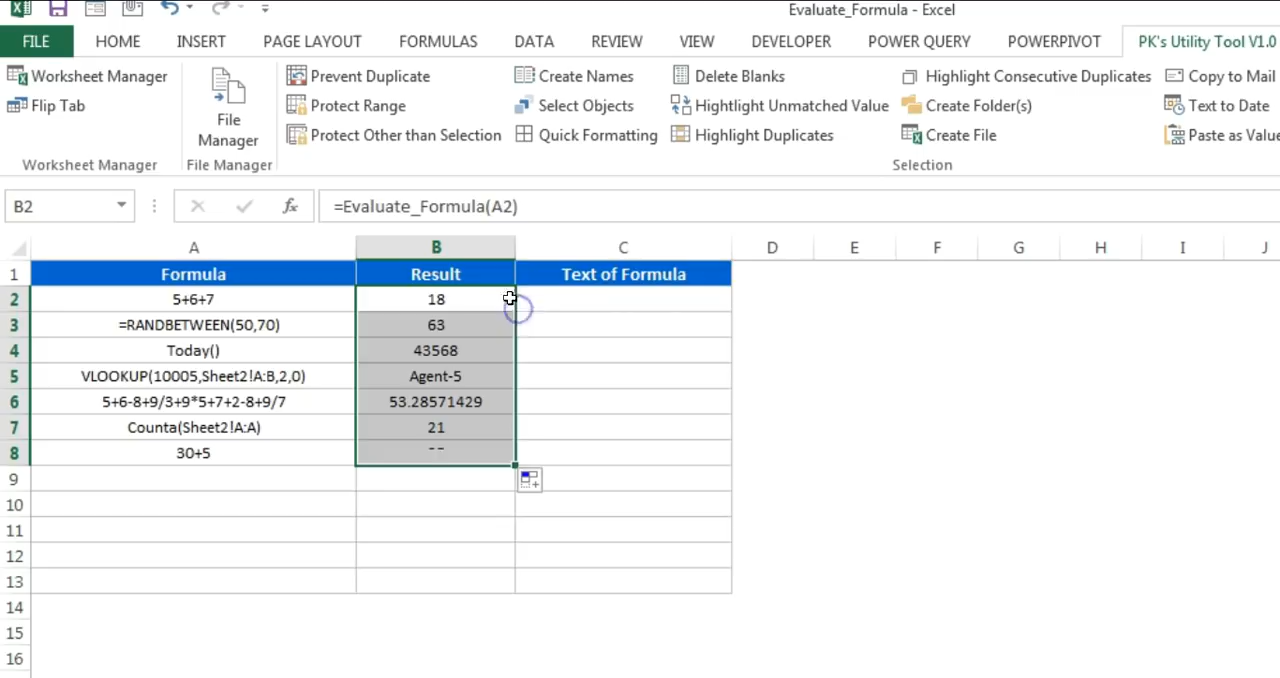 Evaluate_Formula - Excel
FILE HOME INSERT PAGE LAYOUT FORMULAS DATA REVIEW VIEW DEVELOPER POWER QUERY POWERPIVOT PK's Utility Tool V1.0
Worksheet Manager
Flip Tab
Worksheet Manager
File
Manager
File Manager
Prevent Duplicate
Protect Range
Protect Other than Selection
Create Names
Select Objects
Quick Formatting
Delete Blanks
Hightlight Unmatched Value
Highlight Duplicates
Highlight Consecutive Duplicates
Create Folder(s)
Create File
Selection
Copy to Mail
Text to Date
Paste as Value
B2 fx =Evaluate_Formula(A2)
A B C D E F G H I J
1 Formula Result Text of Formula
2 5+6+7 18
3 =RANDBETWEEN(50,70) 63
4 Today() 43568
5 VLOOKUP(10005,Sheet2!A:B,2,0) Agent-5
6 5+6-8+9/3+9*5+7+2-8+9/7 53.28571429
7 Counta(Sheet2!A:A) 21
8 30+5
9
10
11
12
13
14
15
16